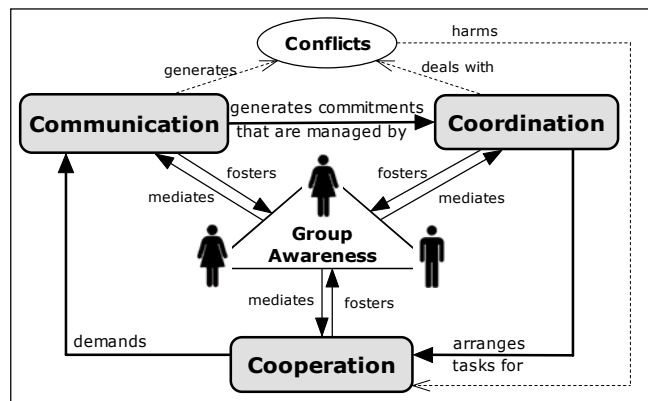 Conflicts
harms
generates
deals with
Communication
generates commitments
that are managed by
Coordination
fosters
mediates
fosters
mediates
Group
Awareness
mediates
fosters
demands
Cooperation
arranges
tasks for